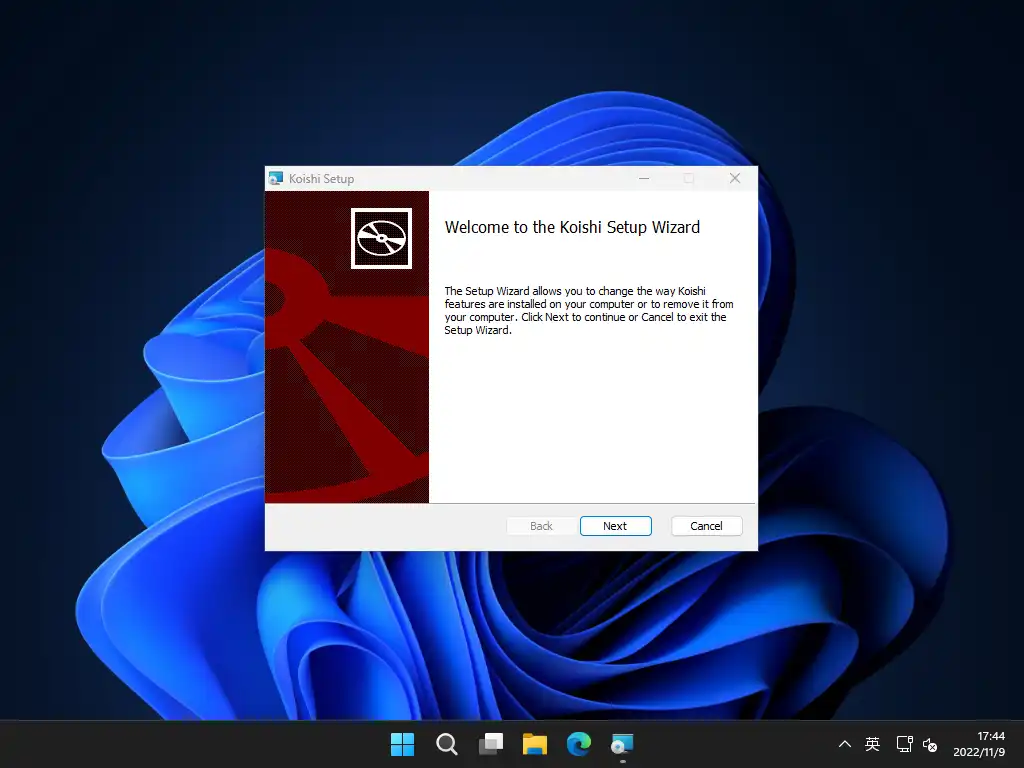 Koishi Setup
Welcome to the Koishi Setup Wizard
The Setup Wizard allows you to change the way Koishi
features are installed on your computer or to remove it from
your computer. Click Next to continue or Cancel to exit the
Setup Wizard.
Back
Next
Cancel
英
17:44
2022/11/9